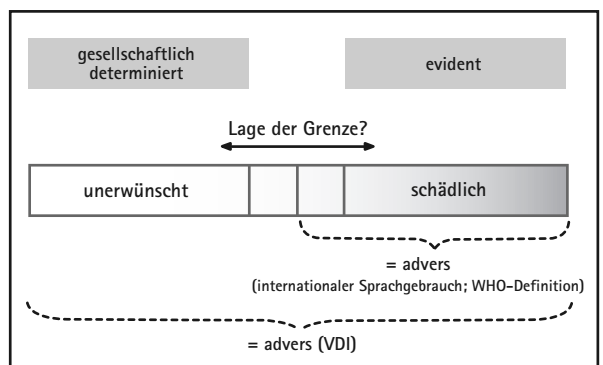 gesellschaftlich
determiniert
evident
Lage der Grenze?
unerwünscht
schädlich
= advers
(internationaler Sprachgebrauch; WHO-Definition)
= advers (VDI)